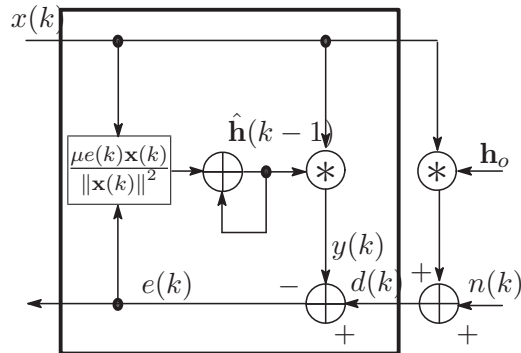 x(k)
ĥ(k − 1)
μe(k)x(k)
‖x(k)‖²
*
*
h_o
y(k)
e(k)
−
d(k)
+
n(k)
+
+